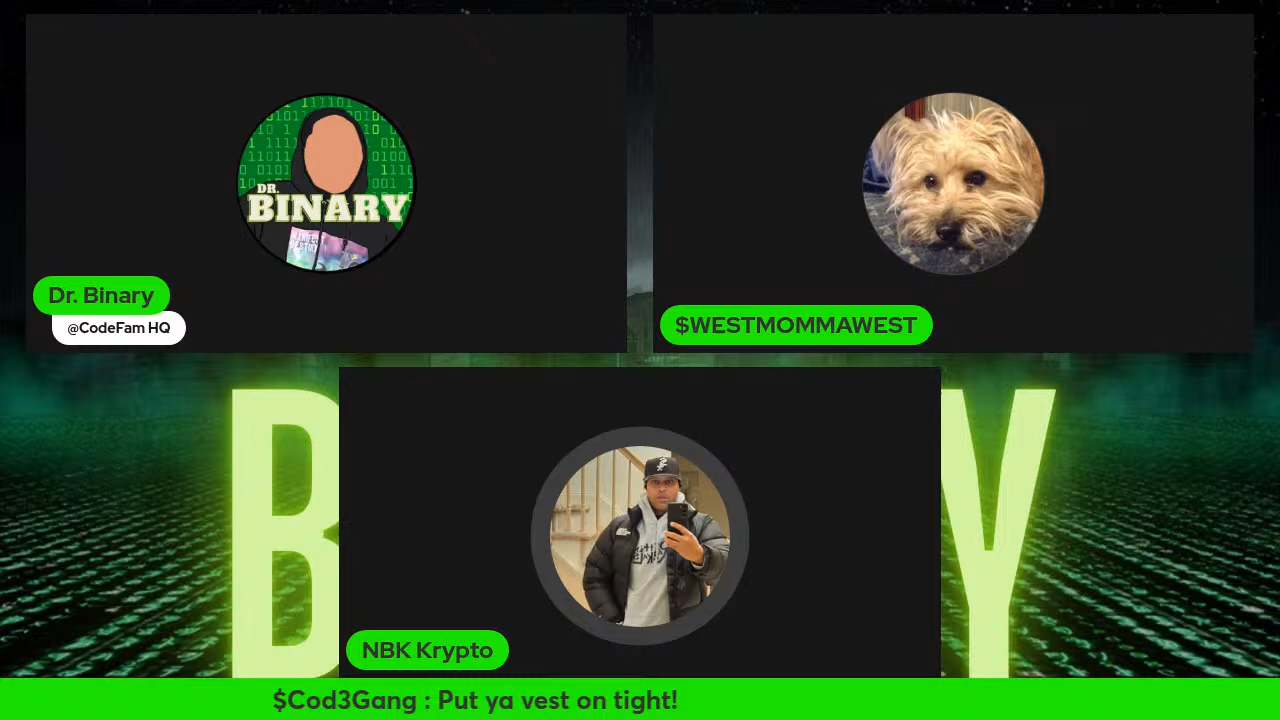 DR.
BINARY
Dr. Binary
@CodeFam HQ
$WESTMOMMAWEST
B
Y
NBK Krypto
$Cod3Gang : Put ya vest on tight!